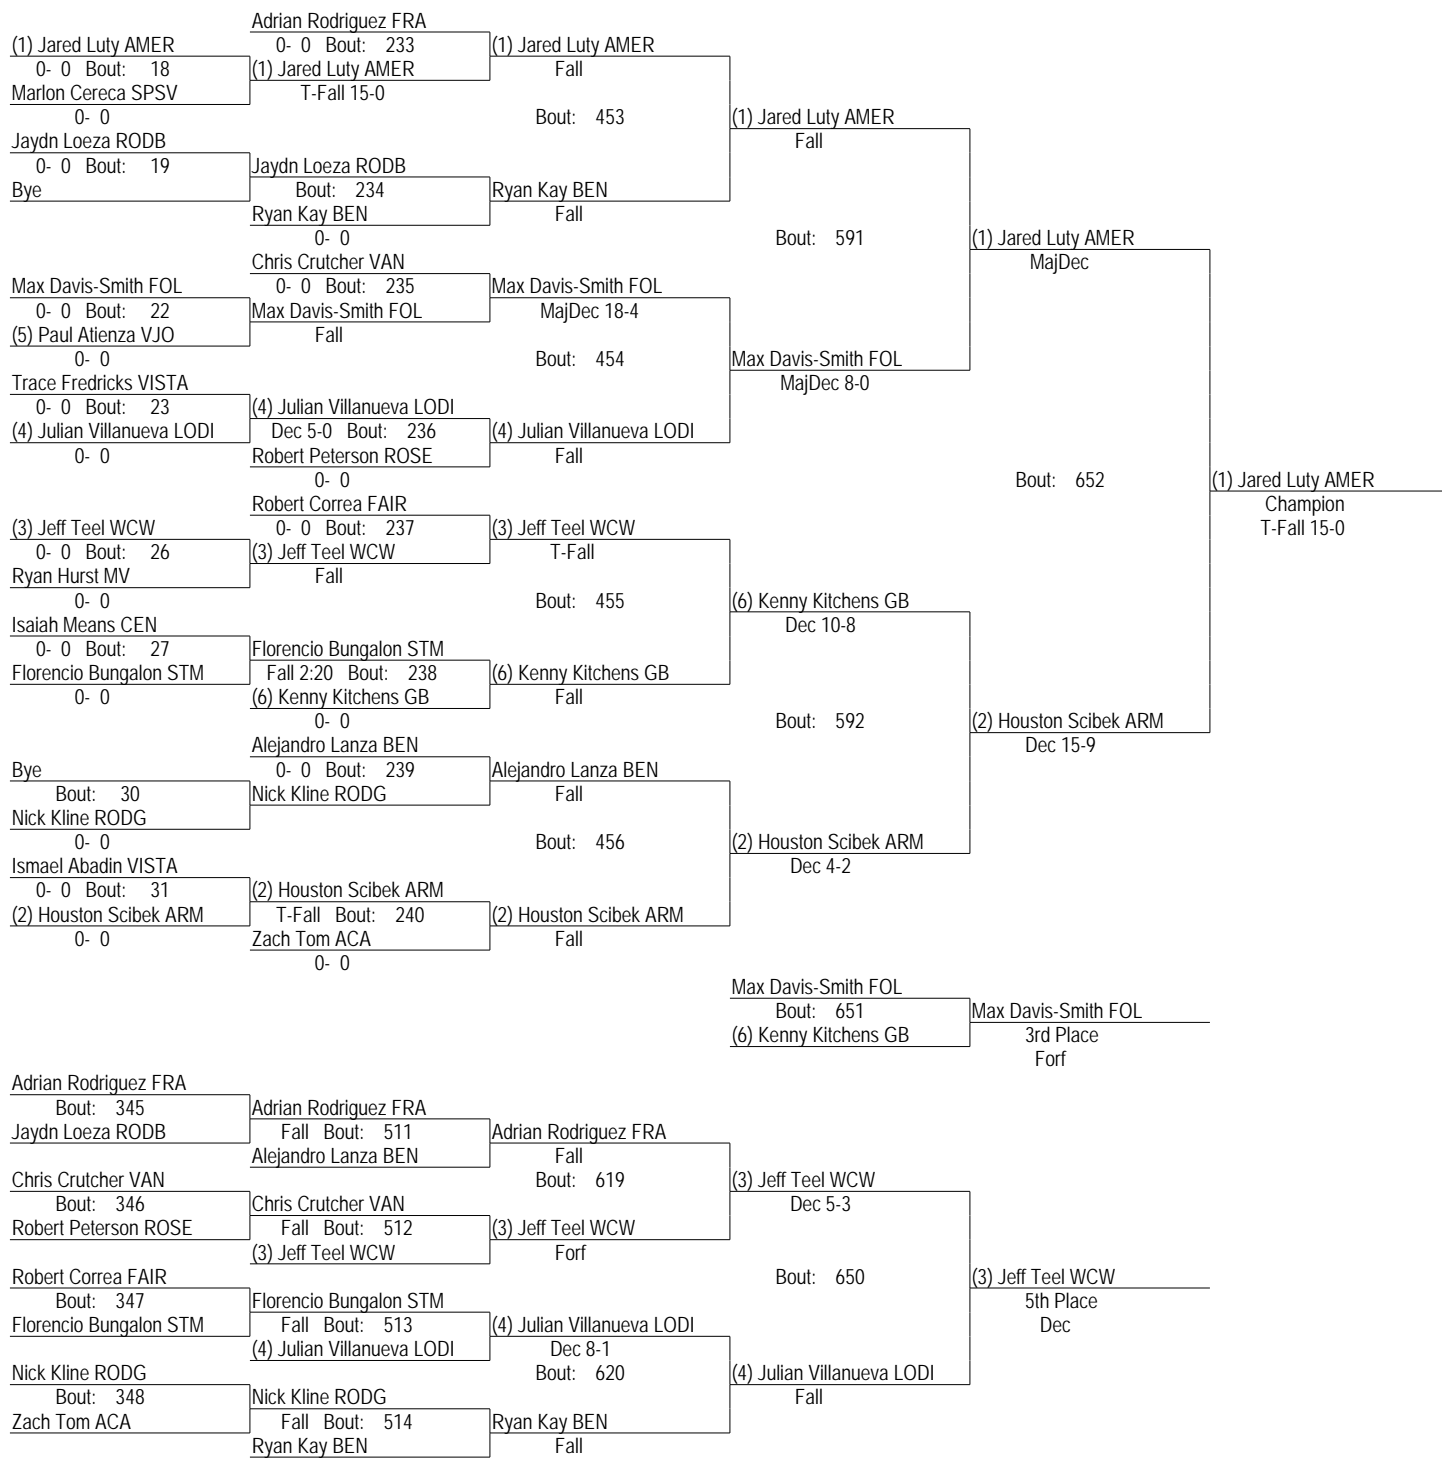 Adrian Rodriguez FRA
(1) Jared Luty AMER 0- 0 Bout: 233 (1) Jared Luty AMER
0- 0 Bout: 18 (1) Jared Luty AMER Fall
Marlon Cereca SPSV T-Fall 15-0
0- 0 Bout: 453 (1) Jared Luty AMER
Jaydn Loeza RODB Fall
0- 0 Bout: 19 Jaydn Loeza RODB
Bye Bout: 234 Ryan Kay BEN
Ryan Kay BEN Fall
0- 0 Bout: 591 (1) Jared Luty AMER
Chris Crutcher VAN MajDec
Max Davis-Smith FOL 0- 0 Bout: 235 Max Davis-Smith FOL
0- 0 Bout: 22 Max Davis-Smith FOL MajDec 18-4
(5) Paul Atienza VJO Fall
0- 0 Bout: 454 Max Davis-Smith FOL
Trace Fredricks VISTA MajDec 8-0
0- 0 Bout: 23 (4) Julian Villanueva LODI
(4) Julian Villanueva LODI Dec 5-0 Bout: 236 (4) Julian Villanueva LODI
0- 0 Robert Peterson ROSE Fall
0- 0 Bout: 652 (1) Jared Luty AMER
Robert Correa FAIR Champion
(3) Jeff Teel WCW 0- 0 Bout: 237 (3) Jeff Teel WCW T-Fall 15-0
0- 0 Bout: 26 (3) Jeff Teel WCW T-Fall
Ryan Hurst MV Fall
0- 0 Bout: 455 (6) Kenny Kitchens GB
Isaiah Means CEN Dec 10-8
0- 0 Bout: 27 Florencio Bungalon STM
Florencio Bungalon STM Fall 2:20 Bout: 238 (6) Kenny Kitchens GB
0- 0 (6) Kenny Kitchens GB Fall
0- 0 Bout: 592 (2) Houston Scibek ARM
Alejandro Lanza BEN Dec 15-9
Bye 0- 0 Bout: 239 Alejandro Lanza BEN
Bout: 30 Nick Kline RODG Fall
Nick Kline RODG
0- 0 Bout: 456 (2) Houston Scibek ARM
Ismael Abadin VISTA Dec 4-2
0- 0 Bout: 31 (2) Houston Scibek ARM
(2) Houston Scibek ARM T-Fall Bout: 240 (2) Houston Scibek ARM
0- 0 Zach Tom ACA Fall
0- 0
Max Davis-Smith FOL
Bout: 651 Max Davis-Smith FOL
(6) Kenny Kitchens GB 3rd Place
Forf
Adrian Rodriguez FRA
Bout: 345 Adrian Rodriguez FRA
Jaydn Loeza RODB Fall Bout: 511 Adrian Rodriguez FRA
Alejandro Lanza BEN Fall
Chris Crutcher VAN Bout: 619 (3) Jeff Teel WCW
Bout: 346 Chris Crutcher VAN Dec 5-3
Robert Peterson ROSE Fall Bout: 512 (3) Jeff Teel WCW
(3) Jeff Teel WCW Forf
Robert Correa FAIR Bout: 650 (3) Jeff Teel WCW
Bout: 347 Florencio Bungalon STM 5th Place
Florencio Bungalon STM Fall Bout: 513 (4) Julian Villanueva LODI Dec
(4) Julian Villanueva LODI Dec 8-1
Nick Kline RODG Bout: 620 (4) Julian Villanueva LODI
Bout: 348 Nick Kline RODG Fall
Zach Tom ACA Fall Bout: 514 Ryan Kay BEN
Ryan Kay BEN Fall